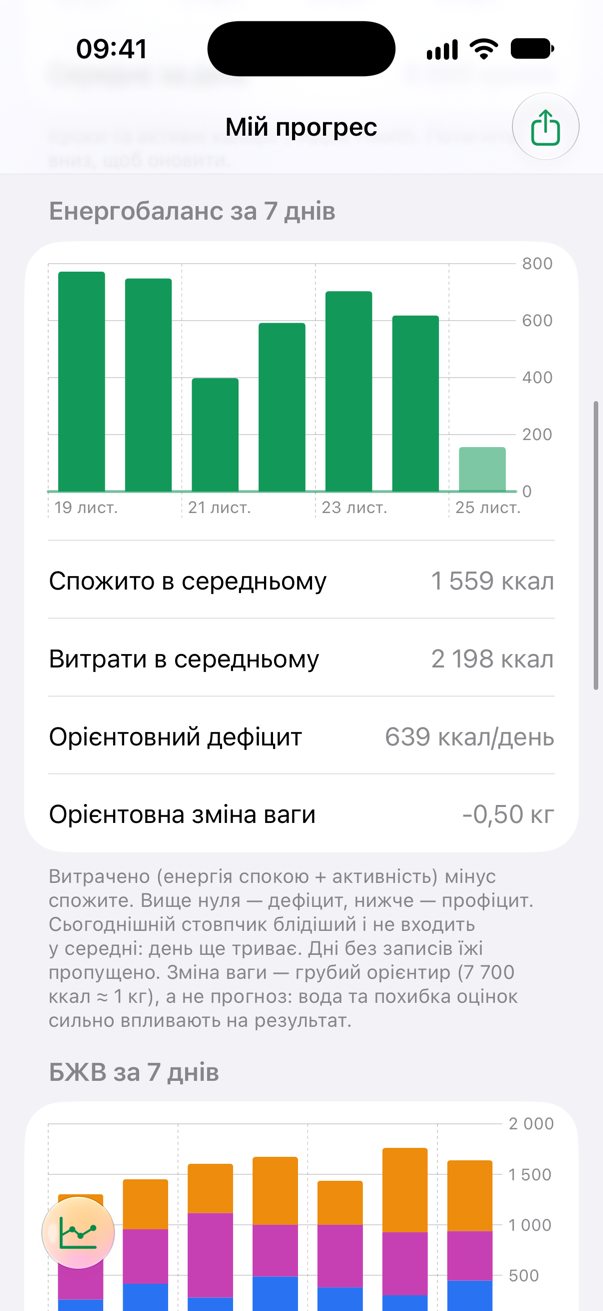 09:41
Мій прогрес
вниз, щоб оновити.
Енергобаланс за 7 днів
800
600
400
200
0
19 лист. 21 лист. 23 лист. 25 лист.
Спожито в середньому 1 559 ккал
Витрати в середньому 2 198 ккал
Орієнтовний дефіцит 639 ккал/день
Орієнтовна зміна ваги -0,50 кг
Витрачено (енергія спокою + активність) мінус
спожите. Вище нуля — дефіцит, нижче — профіцит.
Сьогоднішній стовпчик блідіший і не входить
у середні: день ще триває. Дні без записів їжі
пропущено. Зміна ваги — грубий орієнтир (7 700
ккал ≈ 1 кг), а не прогноз: вода та похибка оцінок
сильно впливають на результат.
БЖВ за 7 днів
2 000
1 500
1 000
500